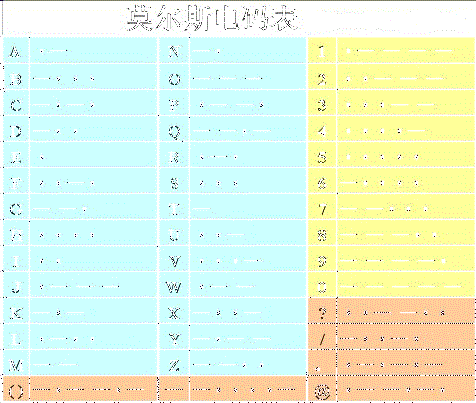 莫尔斯电码表
A ·— N —· 1 ·————
B —··· O ——— 2 ··———
C —·—· P ·——· 3 ···——
D —·· Q ——·— 4 ····—
E · R ·—· 5 ·····
F ··—· S ··· 6 —····
G ——· T — 7 ——···
H ···· U ··— 8 ———··
I ·· V ···— 9 ————·
J ·——— W ·—— 0 —————
K —·— X —··— ? ··——··
L ·—·· Y —·—— / —··—·
M —— Z ——··
() —·——·— - —····— @ ·——·—·